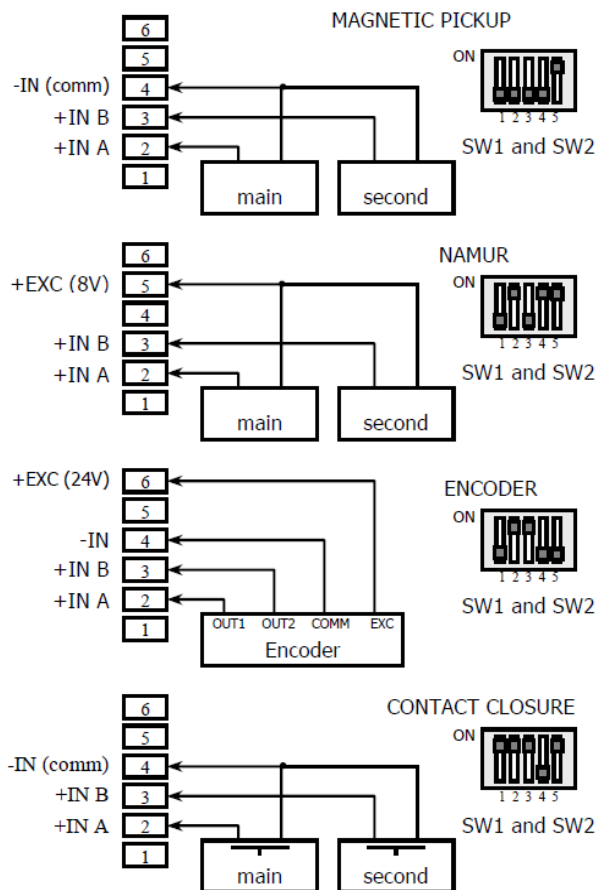 MAGNETIC PICKUP
6
ON
5
-IN (comm) 4
+IN B 3
1 2 3 4 5
+IN A 2
SW1 and SW2
1
main second
6
NAMUR
ON
+EXC (8V) 5
4
+IN B 3
1 2 3 4 5
+IN A 2
SW1 and SW2
1
main second
+EXC (24V) 6
ENCODER
5
ON
-IN 4
+IN B 3
1 2 3 4 5
+IN A 2
SW1 and SW2
1
OUT1 OUT2 COMM EXC
Encoder
6
CONTACT CLOSURE
5
ON
-IN (comm) 4
+IN B 3
1 2 3 4 5
+IN A 2
SW1 and SW2
1
main second